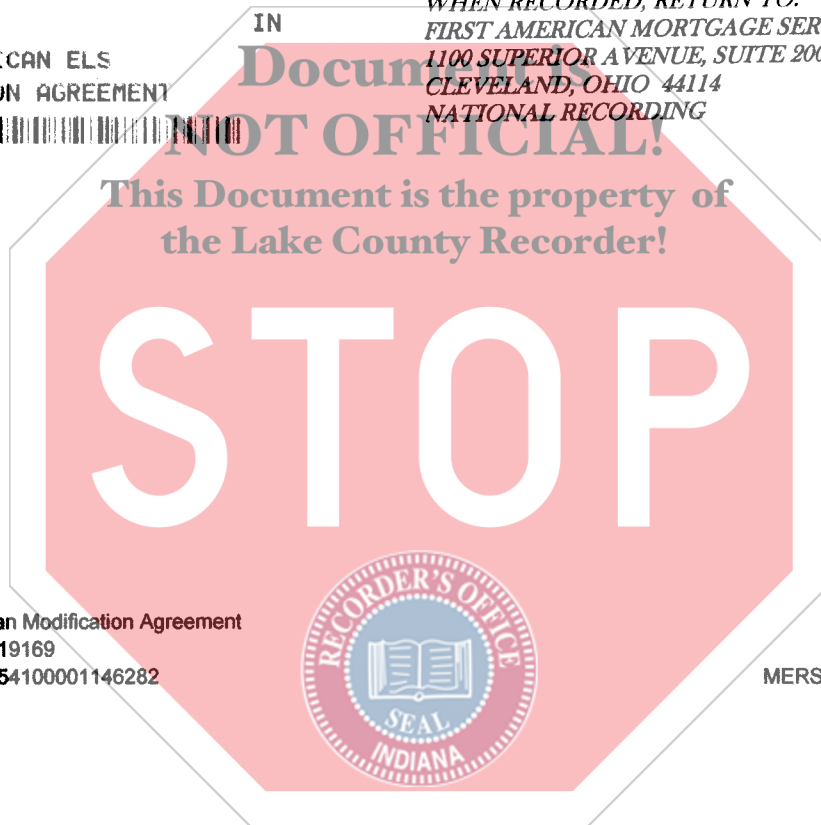 WHEN RECORDED, RETURN TO:
IN
FIRST AMERICAN MORTGAGE SER
ICAN ELS
1100 SUPERIOR AVENUE, SUITE 200
ON AGREEMENT
CLEVELAND, OHIO 44114
NATIONAL RECORDING
Document is
NOT OFFICIAL!
This Document is the property of
the Lake County Recorder!
STOP
an Modification Agreement
19169
54100001146282
MERS
RECORDER'S OFFICE
SEAL
INDIANA